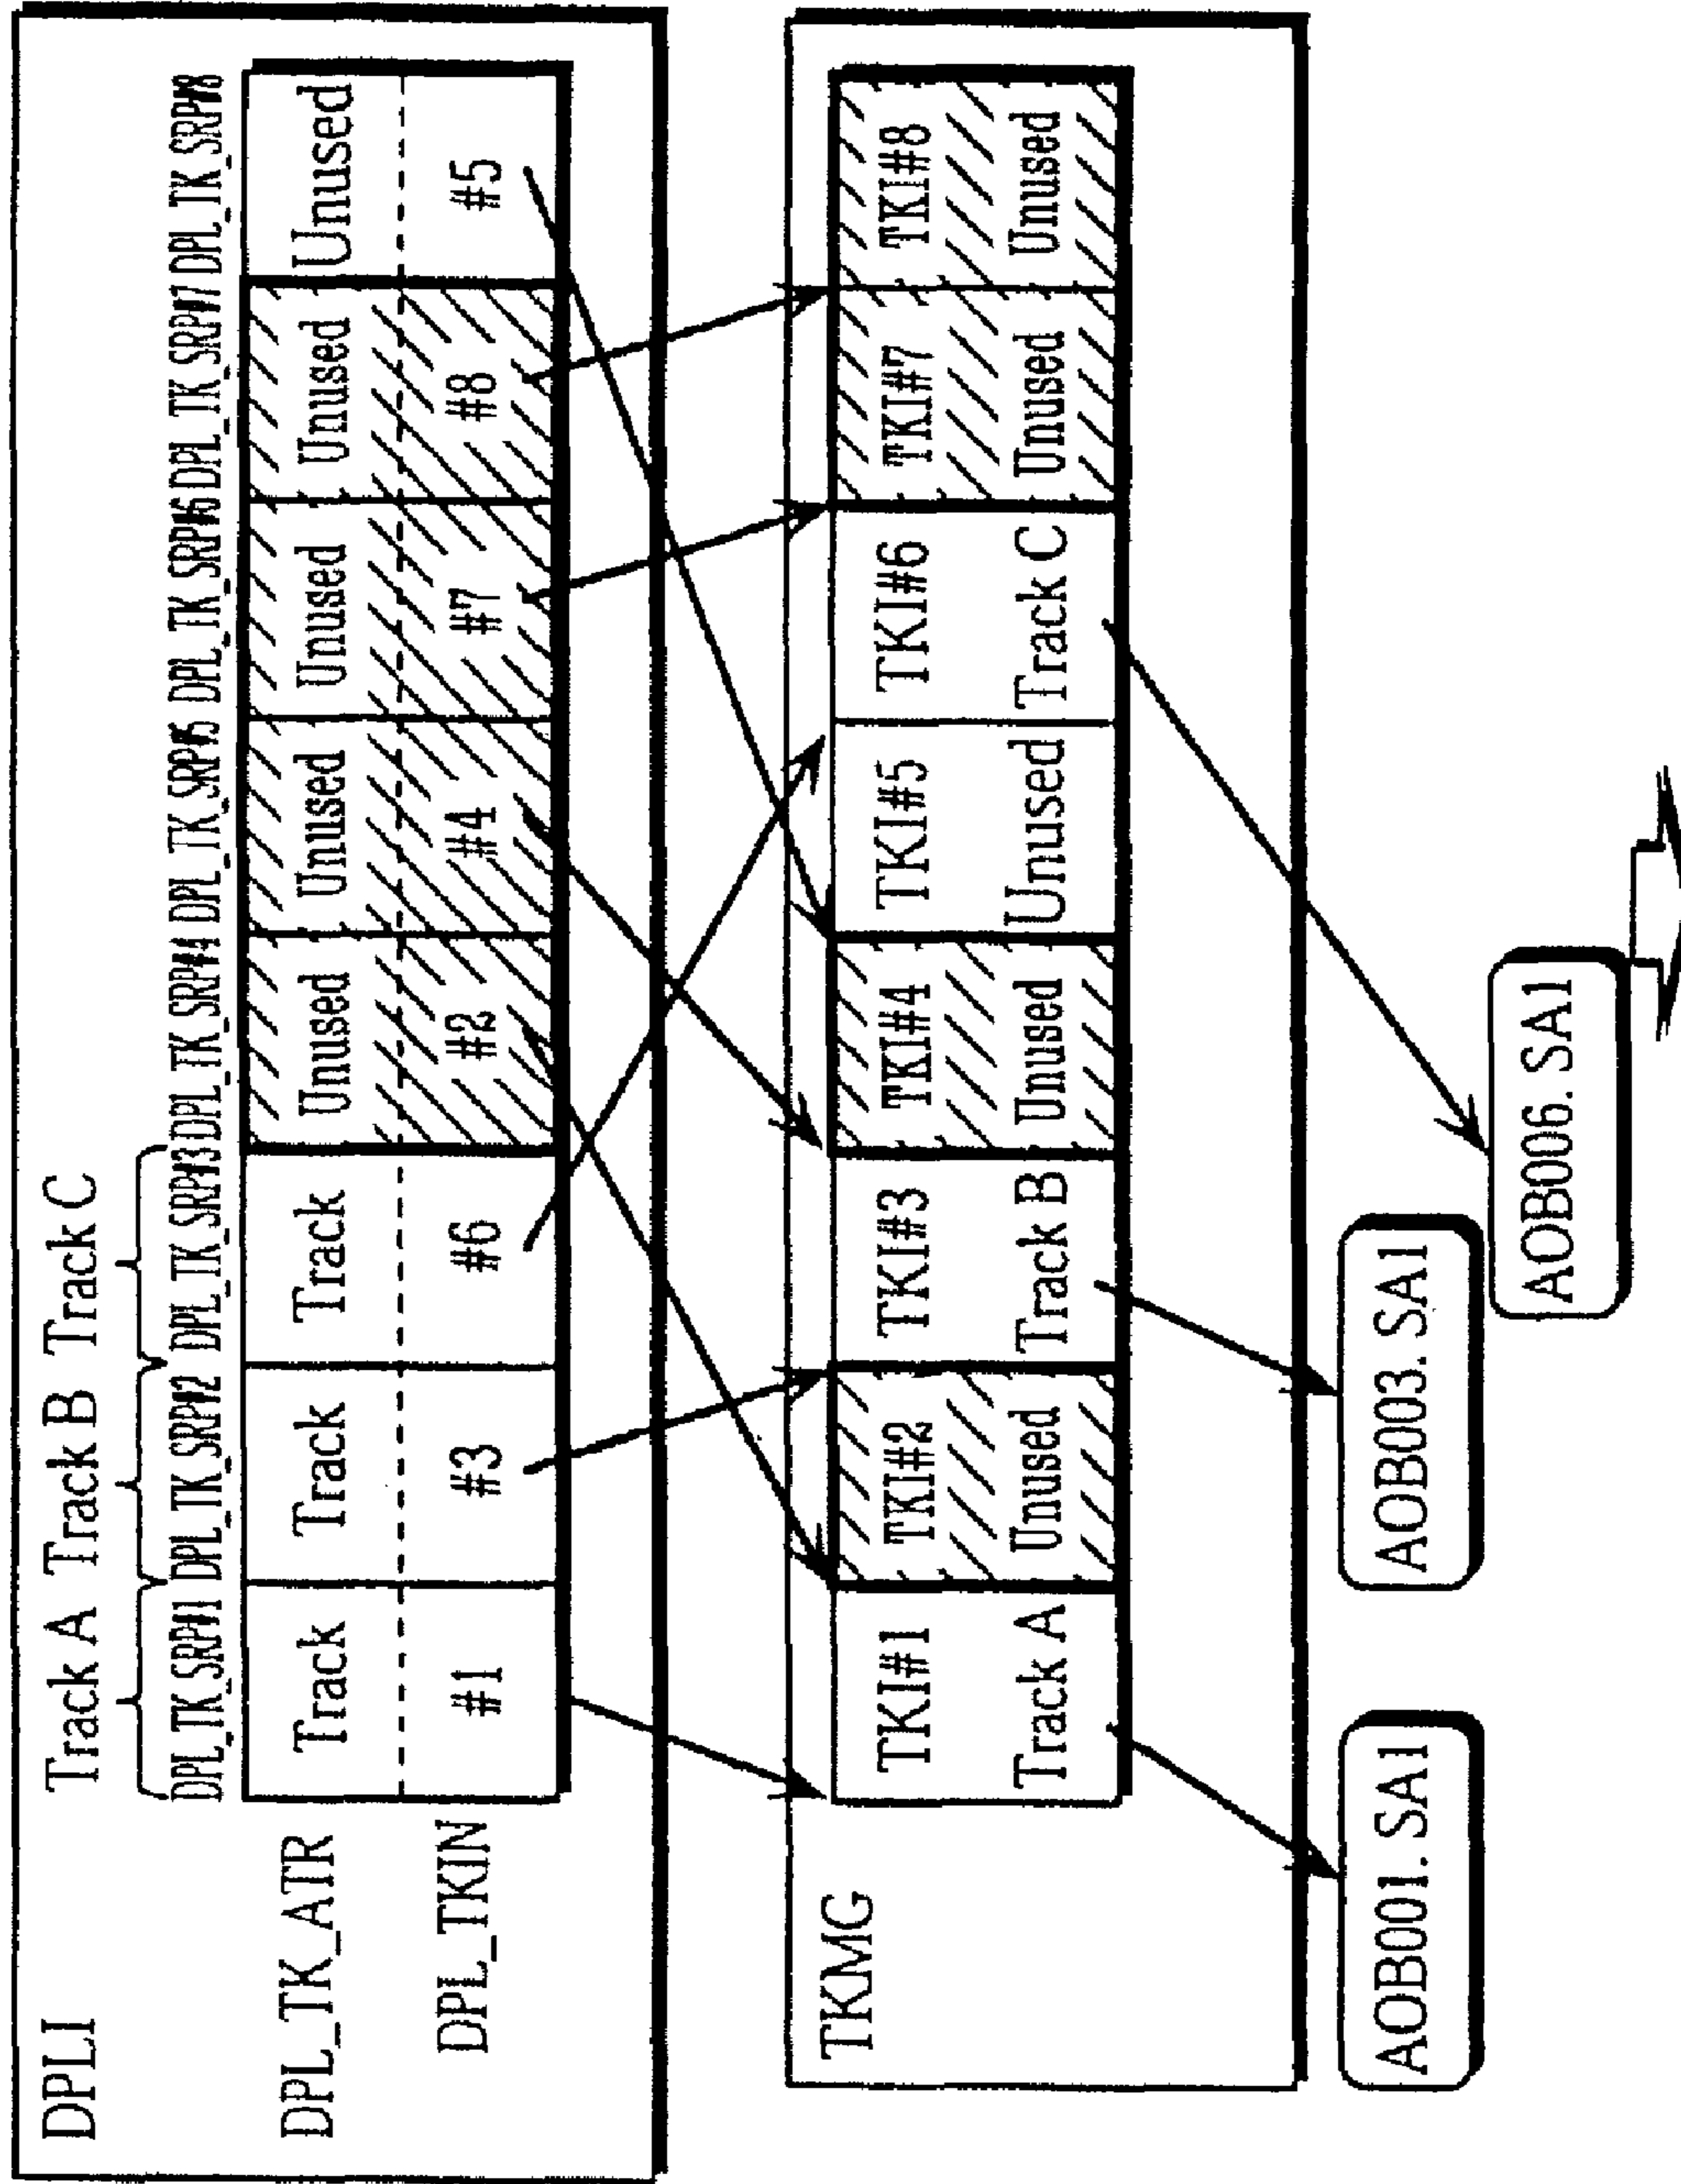 DPLI
Track A Track B Track C
DPL_TK_SRP#1 DPL_TK_SRP#2 DPL_TK_SRP#3 DPL_TK_SRP#4 DPL_TK_SRP#5 DPL_TK_SRP#6 DPL_TK_SRP#7 DPL_TK_SRP#8
DPL_TK_ATR Track Track Track Unused Unused Unused Unused Unused
DPL_TKIN #1 #3 #6 #2 #4 #7 #8 #5
TKMG
TKI#1 TKI#2 TKI#3 TKI#4 TKI#5 TKI#6 TKI#7 TKI#8
Track A Unused Track B Unused Unused Track C Unused Unused
AOB001.SA1 AOB003.SA1
AOB006.SA1